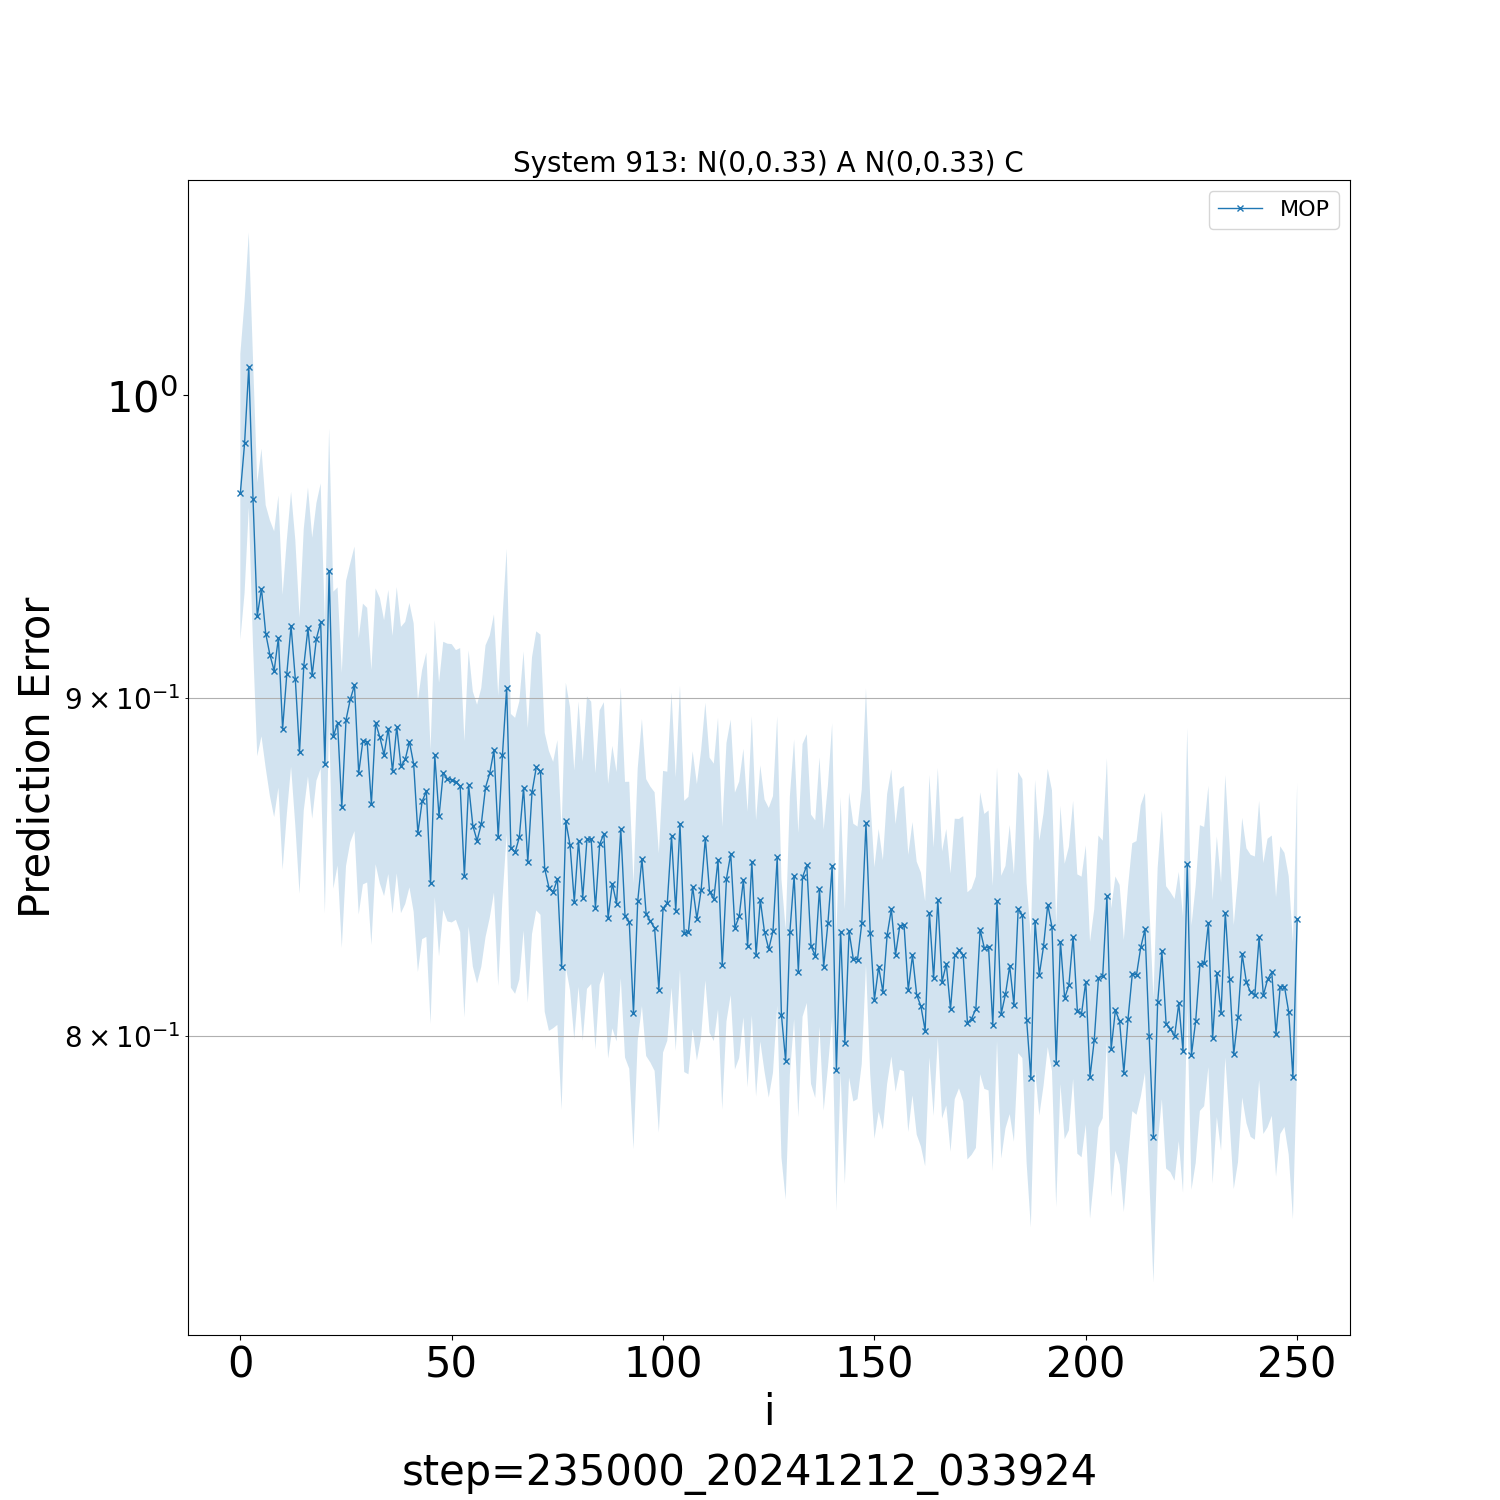 System 913: N(0,0.33) A N(0,0.33) C
MOP
Prediction Error
10⁰
9 × 10⁻¹
8 × 10⁻¹
0 50 100 150 200 250
i
step=235000_20241212_033924